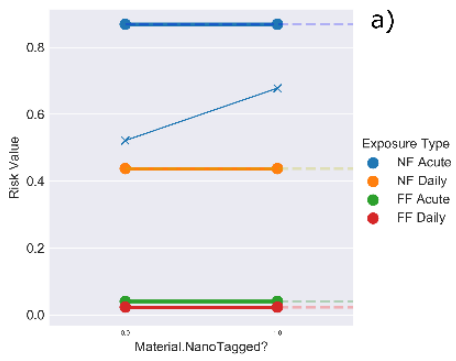 a)
0.8
0.6
0.4
0.2
0.0
Risk Value
Material.NanoTagged?
Exposure Type
NF Acute
NF Daily
FF Acute
FF Daily